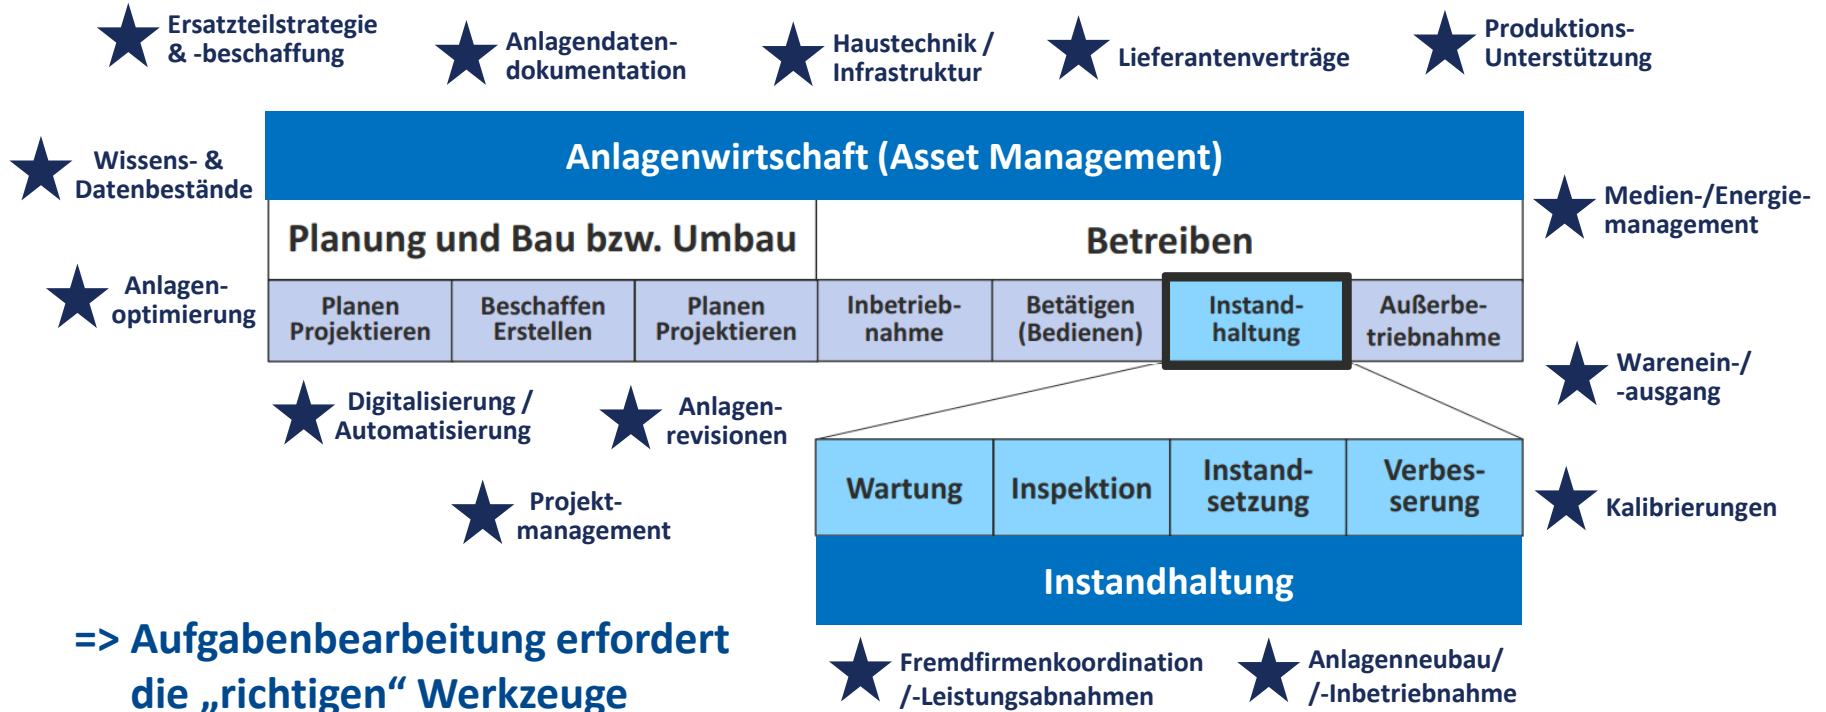 Ersatzteilstrategie
& -beschaffung
Anlagendaten-
dokumentation
Haustechnik /
Infrastruktur
Lieferantenverträge
Produktions-
Unterstützung
Wissens- &
Datenbestände
Anlagenwirtschaft (Asset Management)
Medien-/Energie-
management
Planung und Bau bzw. Umbau
Betreiben
Anlagen-
optimierung
Planen
Projektieren
Beschaffen
Erstellen
Planen
Projektieren
Inbetrieb-
nahme
Betätigen
(Bedienen)
Instand-
haltung
Außerbe-
triebnahme
Warenein-/
-ausgang
Digitalisierung /
Automatisierung
Anlagen-
revisionen
Projekt-
management
Wartung
Inspektion
Instand-
setzung
Verbes-
serung
Kalibrierungen
Instandhaltung
=> Aufgabenbearbeitung erfordert
die „richtigen“ Werkzeuge
Fremdfirmenkoordination
/-Leistungsabnahmen
Anlagenneubau/
/-Inbetriebnahme